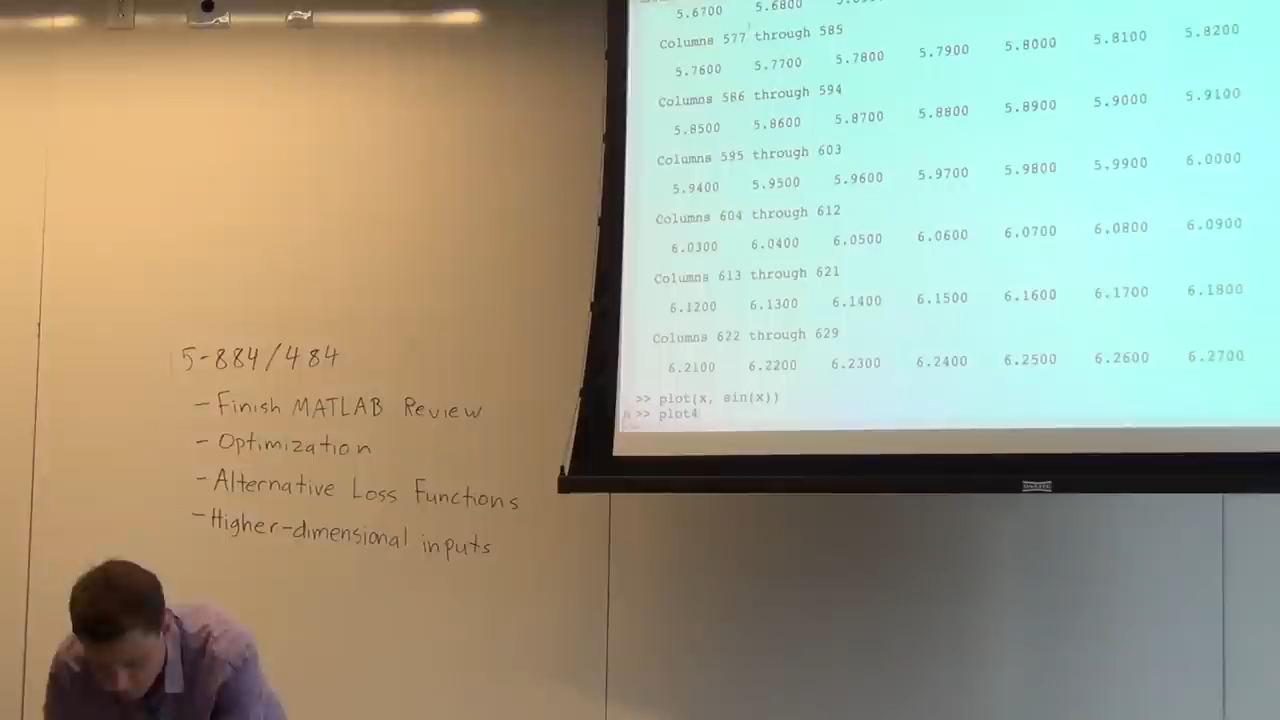 5.6700 5.6800
Columns 577 through 585
5.7600 5.7700 5.7800 5.7900 5.8000 5.8100 5.8200
Columns 586 through 594
5.8500 5.8600 5.8700 5.8800 5.8900 5.9000 5.9100
Columns 595 through 603
5.9400 5.9500 5.9600 5.9700 5.9800 5.9900 6.0000
Columns 604 through 612
6.0300 6.0400 6.0500 6.0600 6.0700 6.0800 6.0900
Columns 613 through 621
6.1200 6.1300 6.1400 6.1500 6.1600 6.1700 6.1800
Columns 622 through 629
6.2100 6.2200 6.2300 6.2400 6.2500 6.2600 6.2700
>> plot(x, sin(x))
>> plot4
5-884/484
- Finish MATLAB Review
- Optimization
- Alternative Loss Functions
- Higher-dimensional inputs